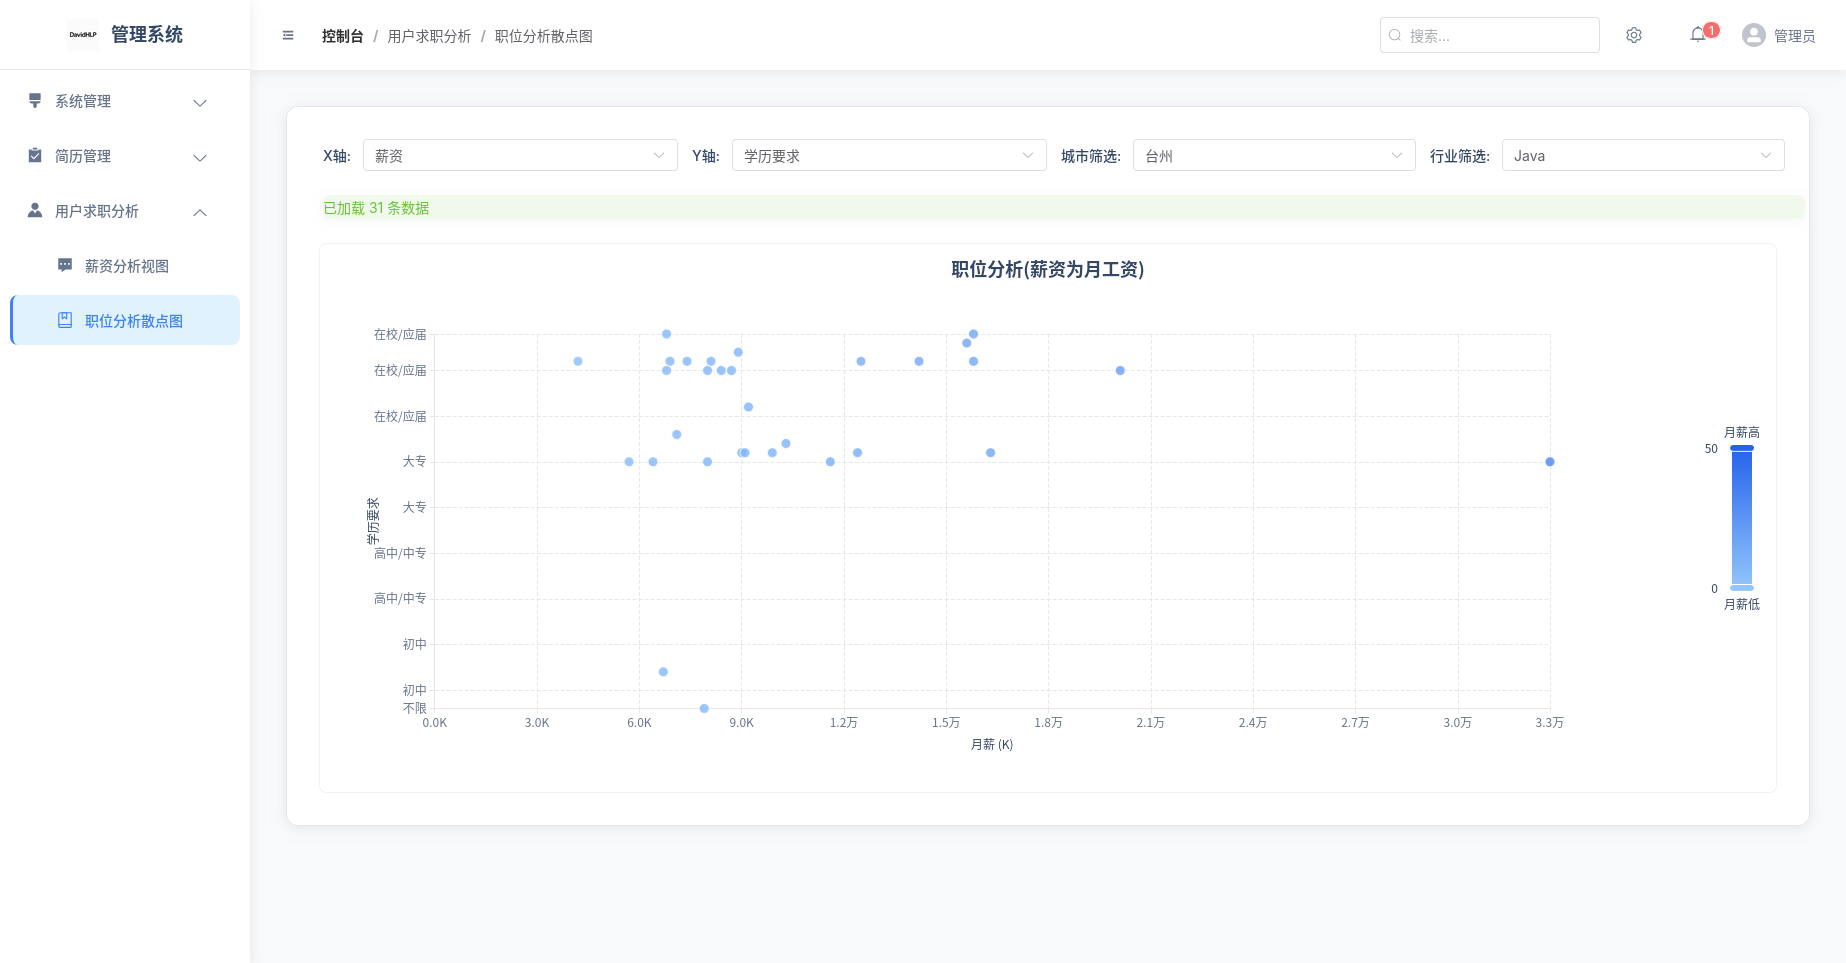 DavidHLP 管理系统
控制台 / 用户求职分析 / 职位分析散点图
搜索...
1
管理员
系统管理
简历管理
用户求职分析
薪资分析视图
职位分析散点图
X轴: 薪资
Y轴: 学历要求
城市筛选: 台州
行业筛选: Java
已加载 31 条数据
职位分析(薪资为月工资)
在校/应届
在校/应届
在校/应届
大专
大专
高中/中专
高中/中专
初中
初中
不限
学历要求
0.0K 3.0K 6.0K 9.0K 1.2万 1.5万 1.8万 2.1万 2.4万 2.7万 3.0万 3.3万
月薪 (K)
月薪高
50
0
月薪低